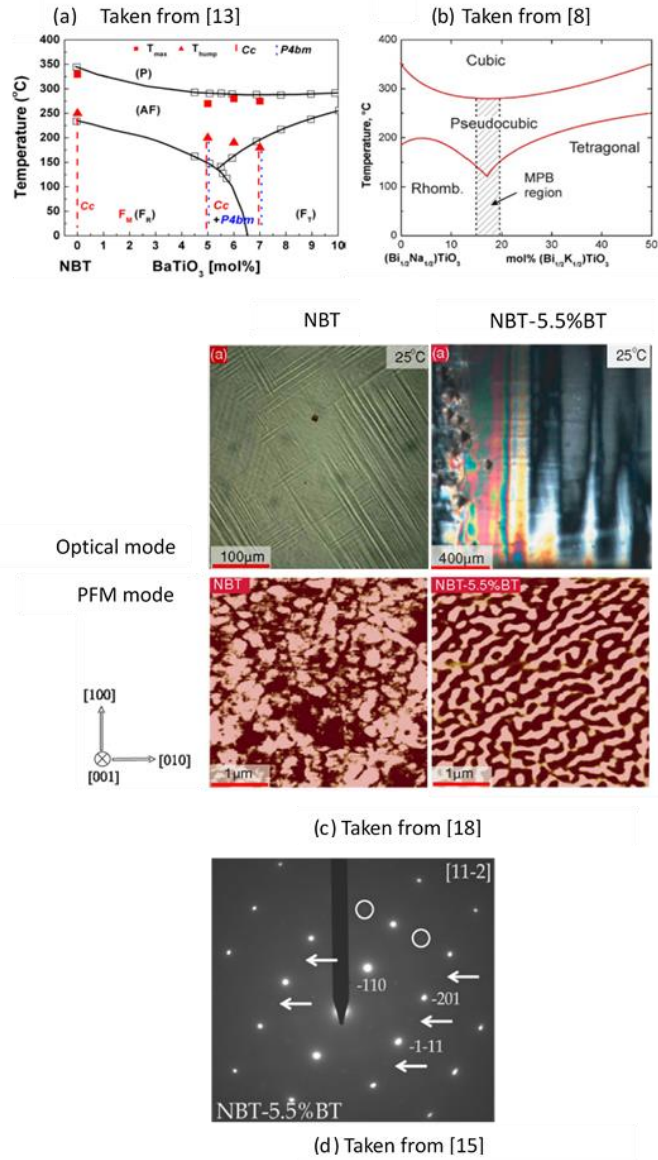 (a) Taken from [13]
(b) Taken from [8]
400
350
300
250
200
150
100
50
0
Temperature (°C)
T_max T_hump Cc P4bm
(P)
(AF)
Cc
F_M (F_R)
Cc
+P4bm
(F_T)
0 1 2 3 4 5 6 7 8 9 10
NBT
BaTiO₃ [mol%]
400
350
300
250
200
150
100
50
0
Temperature, °C
Cubic
Pseudocubic
Tetragonal
Rhomb.
MPB
region
0 10 20 30 40 50
(Bi₁/₂Na₁/₂)TiO₃
mol% (Bi₁/₂K₁/₂)TiO₃
NBT
NBT-5.5%BT
(a)
25°C
100µm
(a)
25°C
400µm
Optical mode
PFM mode
NBT
1µm
NBT-5.5%BT
1µm
[100]
[001]
[010]
(c) Taken from [18]
[11-2]
-110
-201
-1-11
NBT-5.5%BT
(d) Taken from [15]